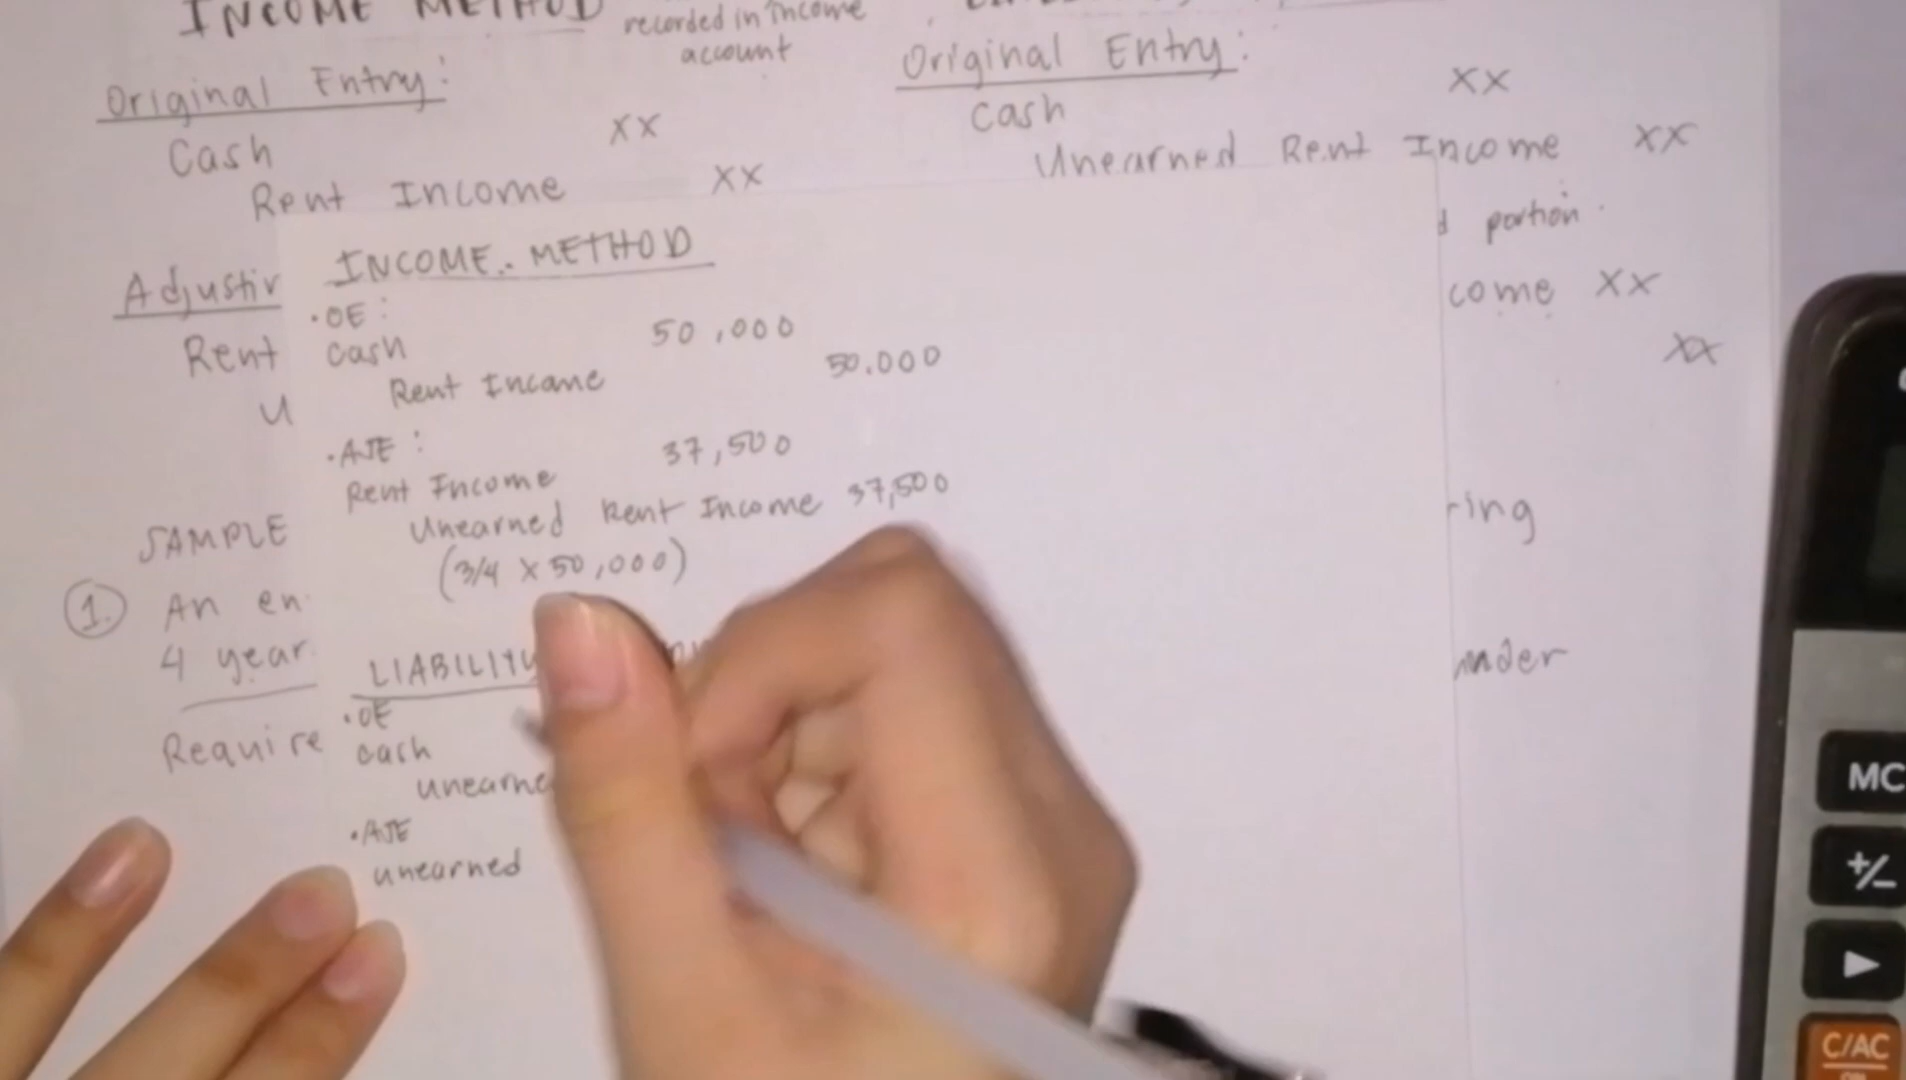 INCOME METHOD
recorded in income
account
Original Entry:
Cash XX
Rent Income XX
Original Entry:
Cash XX
Unearned Rent Income XX
portion
come XX
XX
Adjustin
Rent
U
INCOME METHOD
• OE:
Cash 50,000
Rent Income 50,000
• AJE:
Rent Income 37,500
Unearned Rent Income 37,500
(3/4 X 50,000)
SAMPLE
1. An en
4 year
Require
ring
LIABILITY
• OE
Cash
unearne
• AJE
unearned
MC
+/-
▶
C/AC